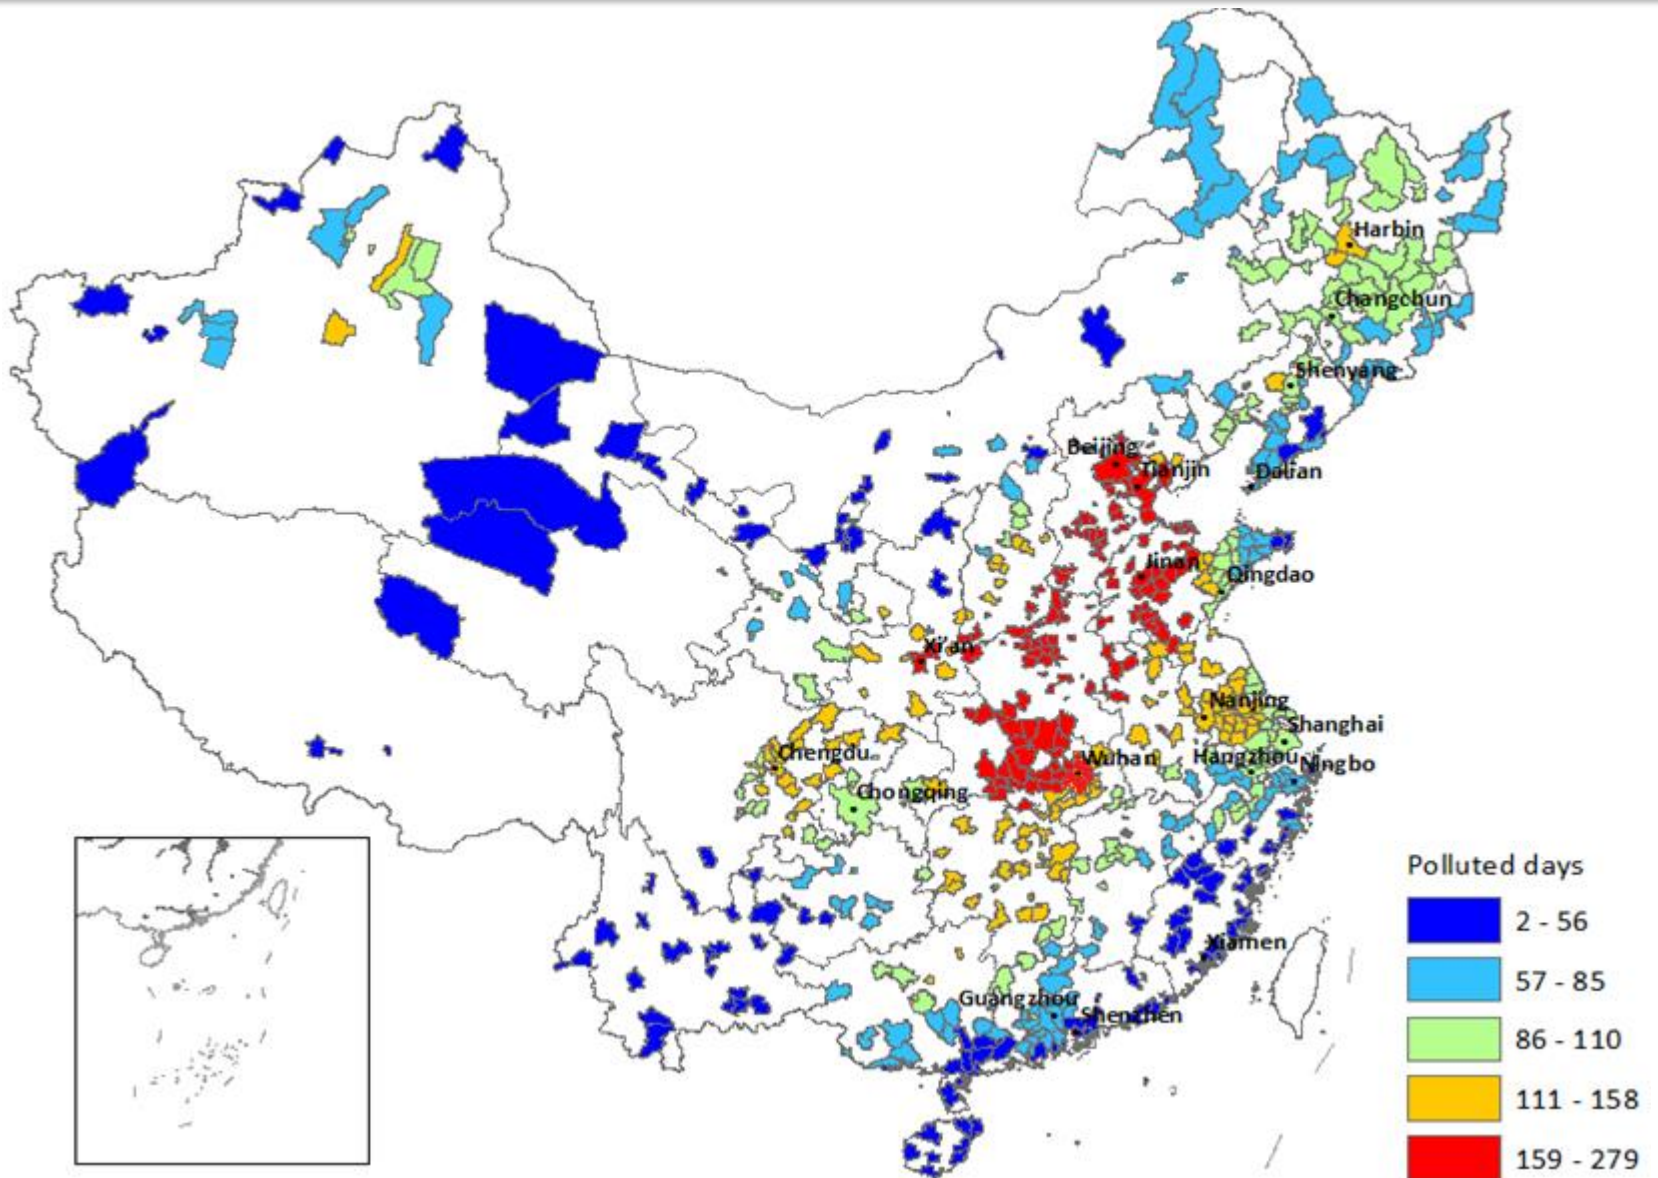 Harbin
Changchun
Shenyang
Beijing
Tianjin
Dalian
Jinan
Qingdao
Xi'an
Nanjing
Shanghai
Chengdu
Wuhan
Hangzhou
Ningbo
Chongqing
Xiamen
Guangzhou
Shenzhen
Polluted days
2 - 56
57 - 85
86 - 110
111 - 158
159 - 279